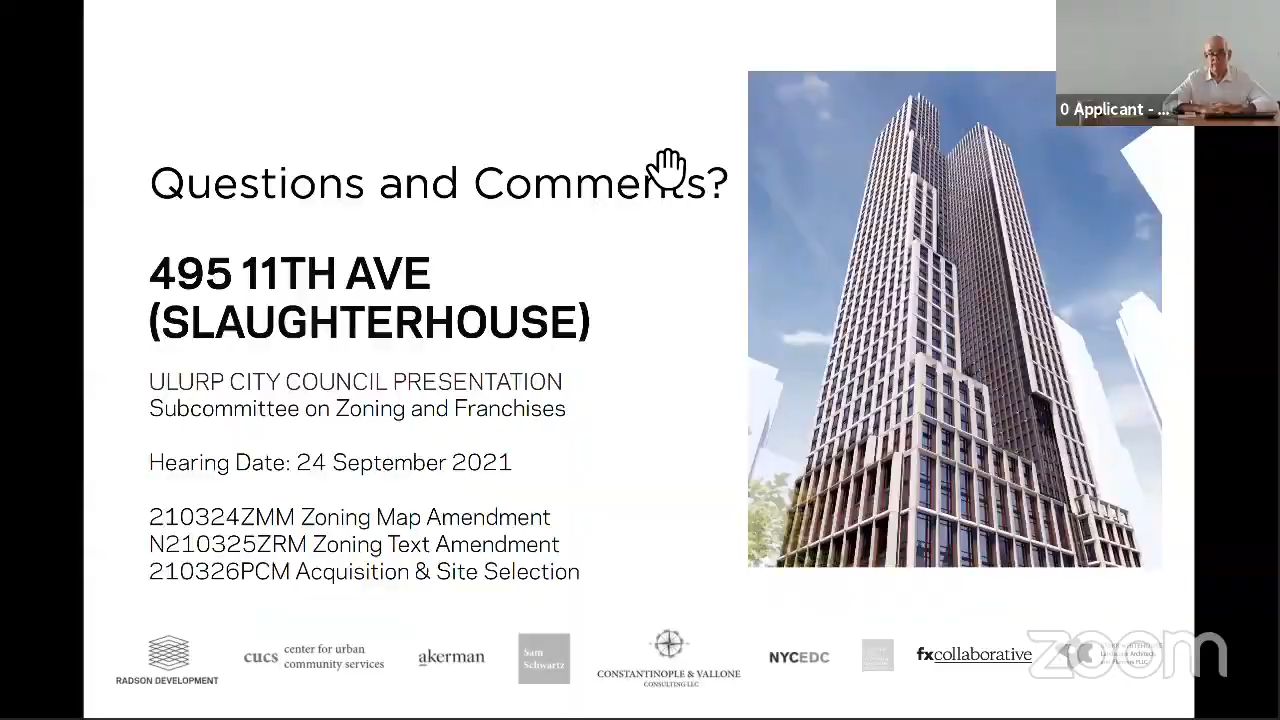 0 Applicant - ...
Questions and Comments?
495 11TH AVE
(SLAUGHTERHOUSE)
ULURP CITY COUNCIL PRESENTATION
Subcommittee on Zoning and Franchises
Hearing Date: 24 September 2021
210324ZMM Zoning Map Amendment
N210325ZRM Zoning Text Amendment
210326PCM Acquisition & Site Selection
RADSON DEVELOPMENT
cucs center for urban
community services
akerman
Sam
Schwartz
CONSTANTINOPLE & VALLONE
CONSULTING LLC
NYCEDC
fxcollaborative
zoom